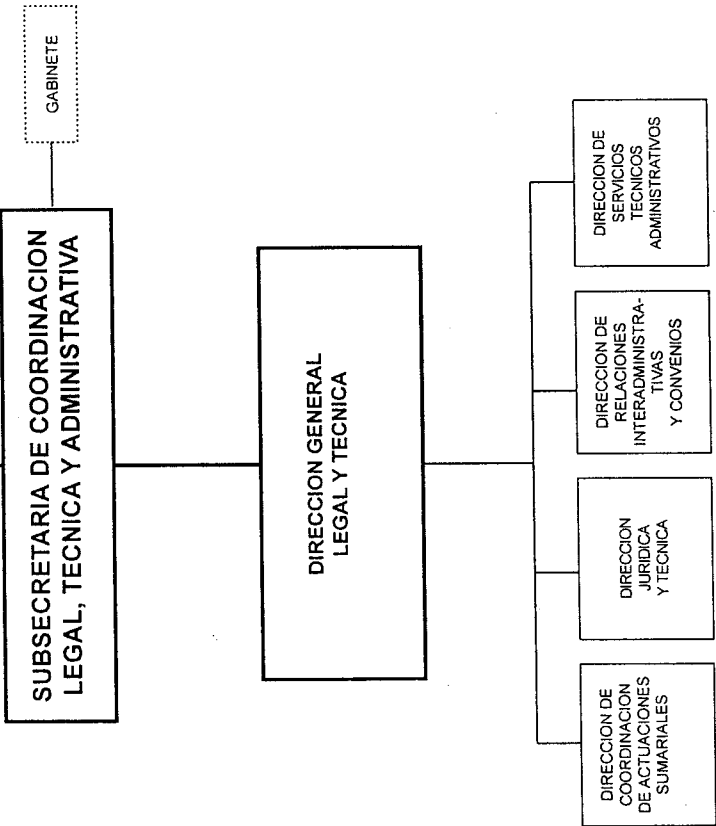 SUBSECRETARIA DE COORDINACION
LEGAL, TECNICA Y ADMINISTRATIVA
GABINETE
DIRECCION GENERAL
LEGAL Y TECNICA
DIRECCION DE
COORDINACION
DE ACTUACIONES
SUMARIALES
DIRECCION
JURIDICA
Y TECNICA
DIRECCION DE
RELACIONES
INTERADMINISTRA-
TIVAS
Y CONVENIOS
DIRECCION DE
SERVICIOS
TECNICOS
ADMINISTRATIVOS